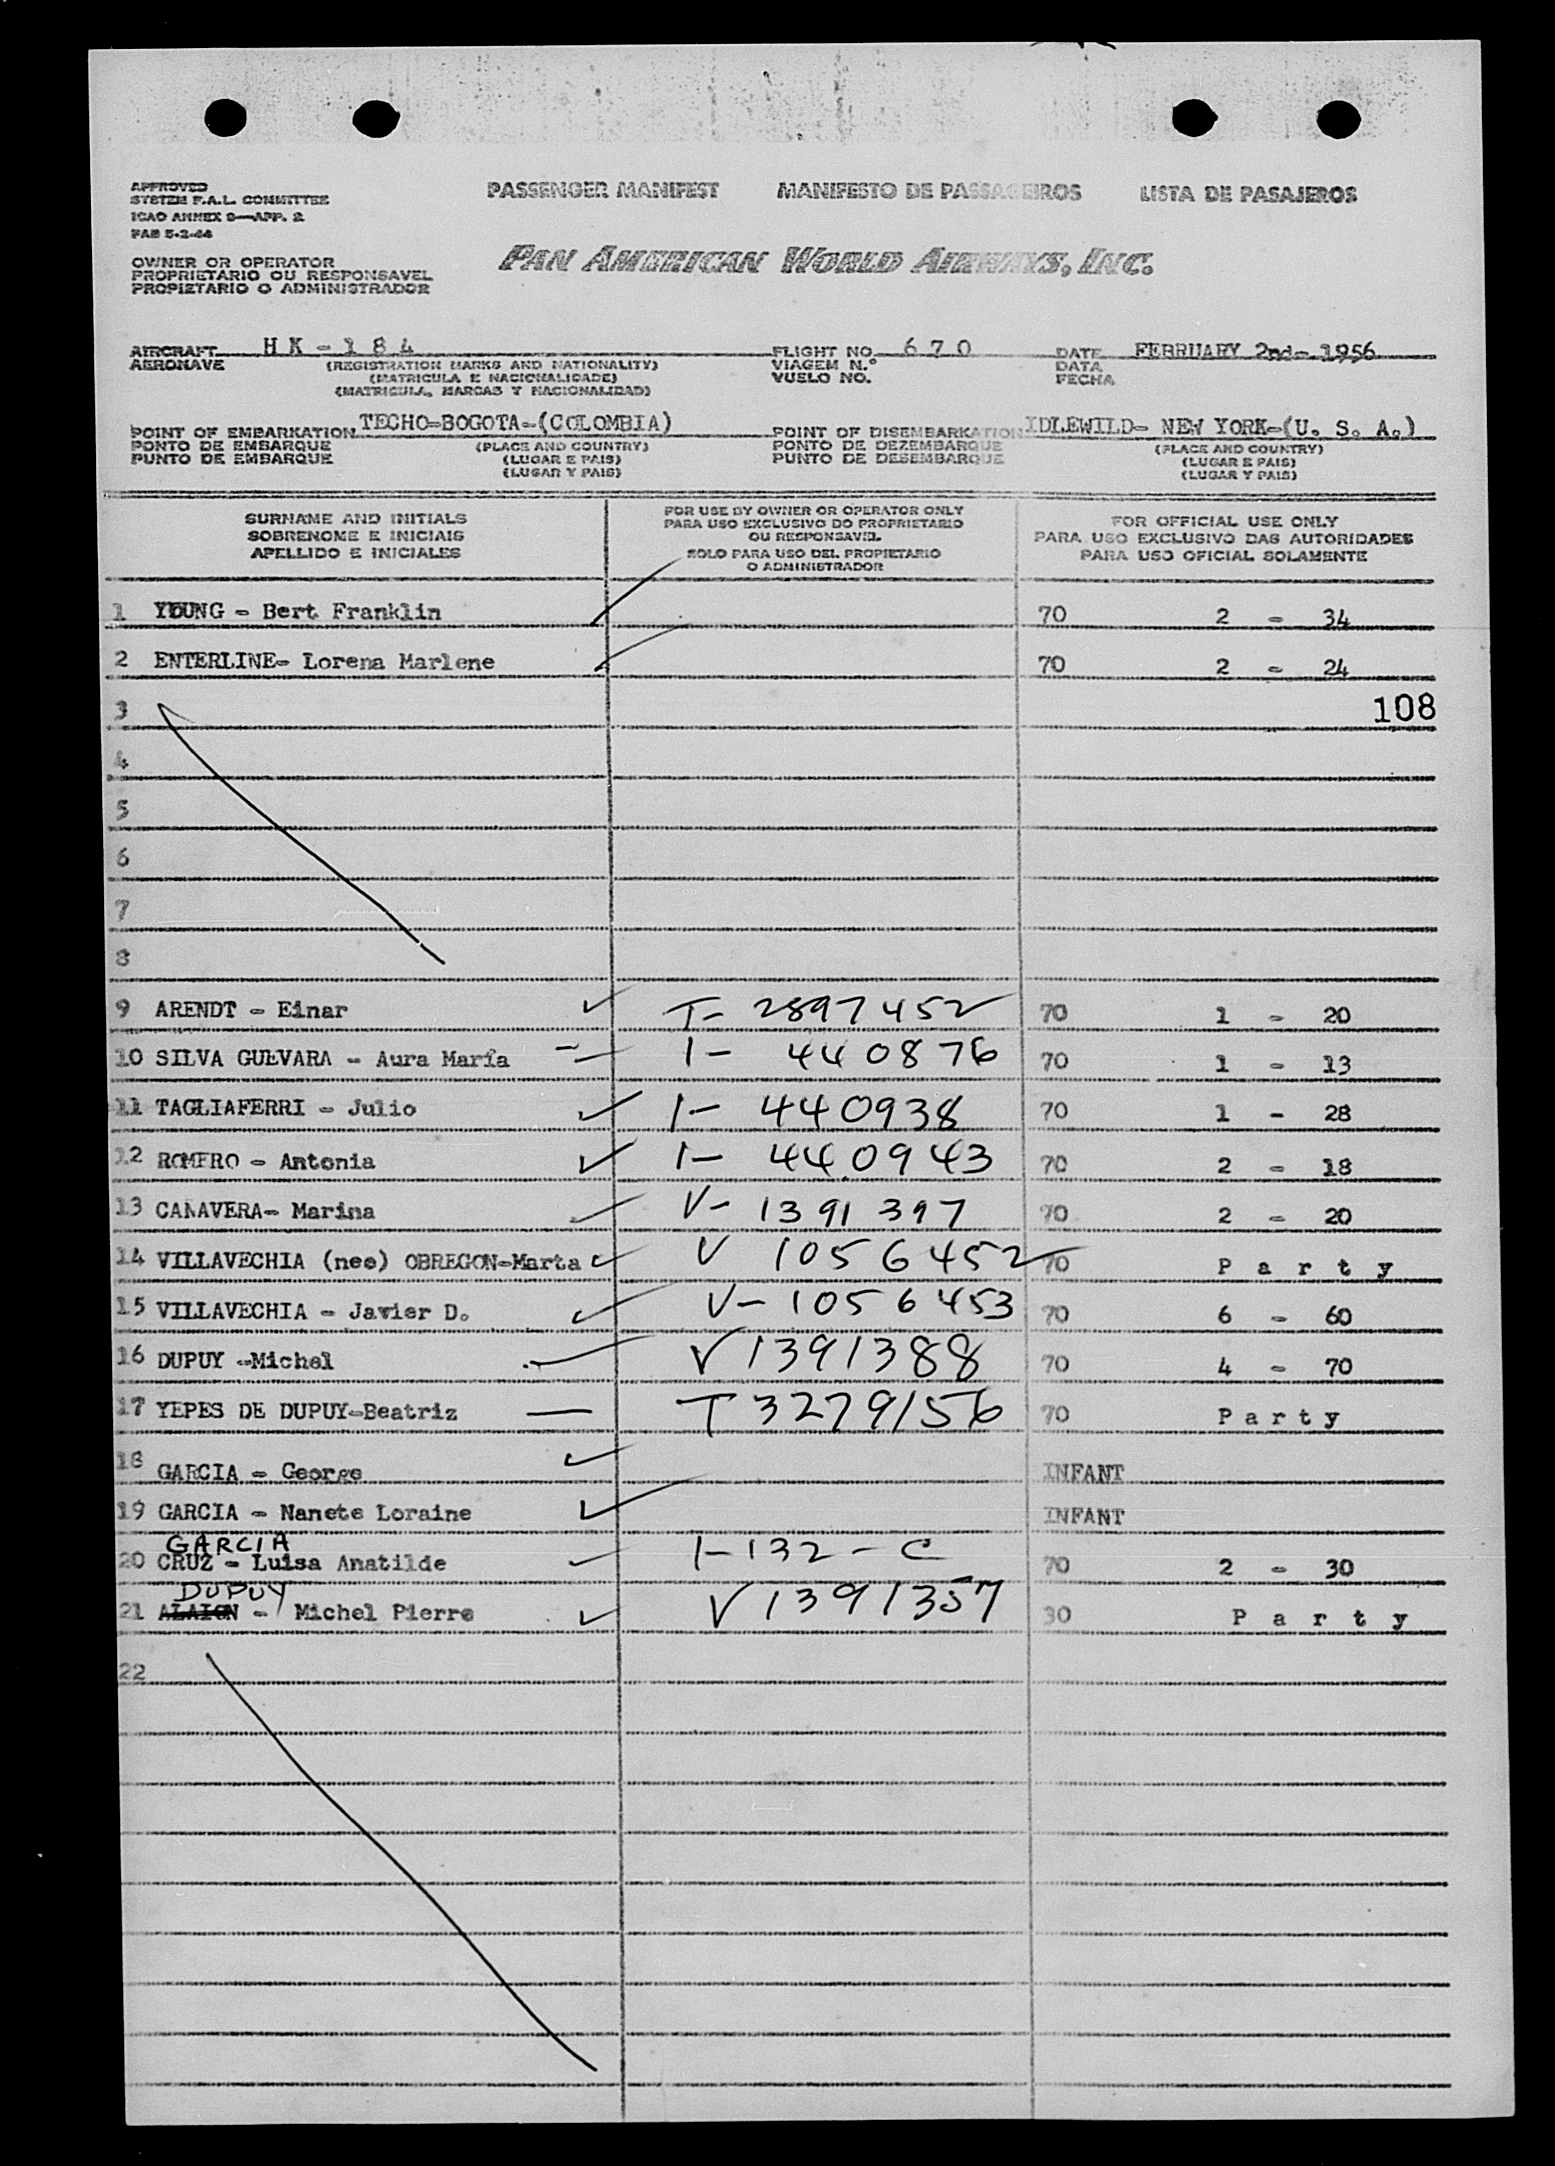 PASSENGER MANIFEST MANIFESTO DE PASSAGEIROS LISTA DE PASAJEROS
APPROVED
SYSTEM F.A.L. COMMITTEE
ICAO ANNEX 9—APP. 2
OWNER OR OPERATOR
PROPRIETARIO OU RESPONSAVEL
PROPIETARIO O ADMINISTRADOR
PAN AMERICAN WORLD AIRWAYS, INC.
AIRCRAFT HK-184 FLIGHT NO. 670 DATE FEBRUARY 2nd-1956
AERONAVE (REGISTRATION MARKS AND NATIONALITY) VIAGEM N.° DATA
(MATRICULA E NACIONALIDADE) VUELO NO. FECHA
(MATRICULA, MARCAS Y NACIONALIDAD)
POINT OF EMBARKATION TECHO-BOGOTA-(COLOMBIA) POINT OF DISEMBARKATION IDLEWILD- NEW YORK-(U. S. A.)
PONTO DE EMBARQUE (PLACE AND COUNTRY) PONTO DE DEZEMBARQUE (PLACE AND COUNTRY)
PUNTO DE EMBARQUE (LUGAR E PAIS) PUNTO DE DESEMBARQUE (LUGAR E PAIS)
(LUGAR Y PAIS) (LUGAR Y PAIS)
SURNAME AND INITIALS
SOBRENOME E INICIAIS
APELLIDO E INICIALES
FOR USE BY OWNER OR OPERATOR ONLY
PARA USO EXCLUSIVO DO PROPRIETARIO
OU RESPONSAVEL
SOLO PARA USO DEL PROPIETARIO
O ADMINISTRADOR
FOR OFFICIAL USE ONLY
PARA USO EXCLUSIVO DAS AUTORIDADES
PARA USO OFICIAL SOLAMENTE
1 YOUNG - Bert Franklin 70 2 - 34
2 ENTERLINE- Lorena Marlene 70 2 - 24
3 108
4
5
6
7
8
9 ARENDT - Einar T- 2897452 70 1 - 20
10 SILVA GUEVARA - Aura María I- 440876 70 1 - 13
11 TAGLIAFERRI - Julio I- 440938 70 1 - 28
12 ROMERO - Antonia I- 440943 70 2 - 18
13 CANAVERA- Marina V- 1391397 70 2 - 20
14 VILLAVECHIA (nee) OBREGON-Marta V 1056452 70 Party
15 VILLAVECHIA - Javier D. V- 1056453 70 6 - 60
16 DUPUY -Michel V 1391388 70 4 - 70
17 YEPES DE DUPUY-Beatriz T 3279156 70 Party
18 GARCIA - George INFANT
19 GARCIA - Nanete Loraine INFANT
GARCIA
20 CRUZ - Luisa Anatilde I-132-C 70 2 - 30
DUPUY
21 ALAION - Michel Pierre V 1391357 30 Party
22